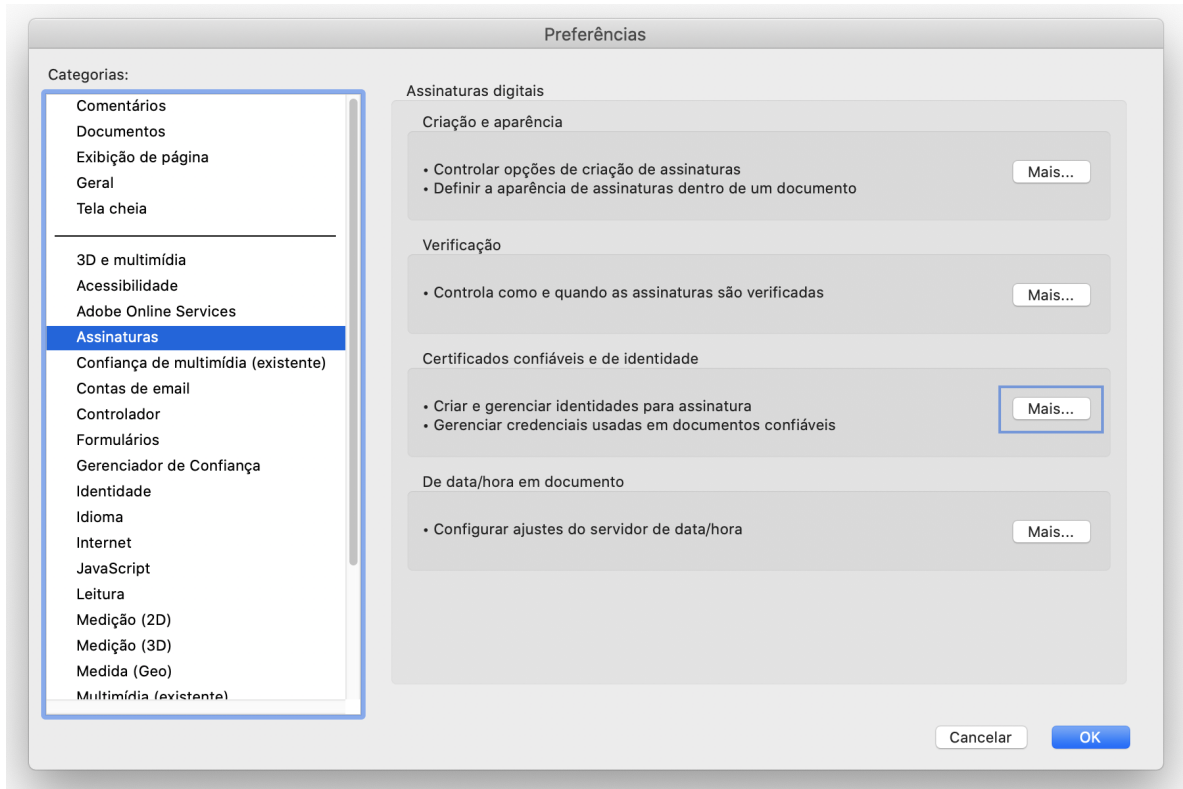 Preferências
Categorias:
Comentários
Documentos
Exibição de página
Geral
Tela cheia
3D e multimídia
Acessibilidade
Adobe Online Services
Assinaturas
Confiança de multimídia (existente)
Contas de email
Controlador
Formulários
Gerenciador de Confiança
Identidade
Idioma
Internet
JavaScript
Leitura
Medição (2D)
Medição (3D)
Medida (Geo)
Multimídia (existente)
Assinaturas digitais
Criação e aparência
• Controlar opções de criação de assinaturas
• Definir a aparência de assinaturas dentro de um documento
Mais...
Verificação
• Controla como e quando as assinaturas são verificadas
Mais...
Certificados confiáveis e de identidade
• Criar e gerenciar identidades para assinatura
• Gerenciar credenciais usadas em documentos confiáveis
Mais...
De data/hora em documento
• Configurar ajustes do servidor de data/hora
Mais...
Cancelar
OK